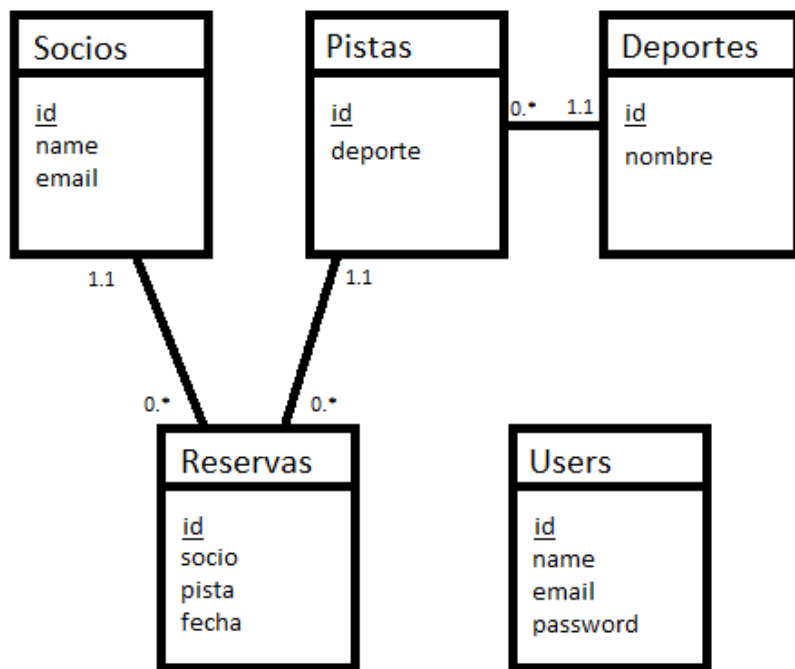 Socios
id
name
email
Pistas
id
deporte
Deportes
id
nombre
0.*
1.1
1.1
1.1
0.*
0.*
Reservas
id
socio
pista
fecha
Users
id
name
email
password